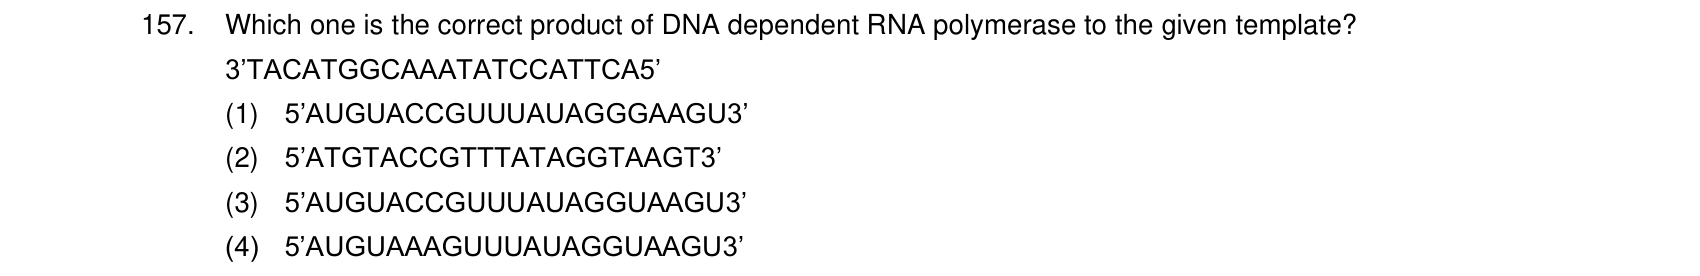 157. Which one is the correct product of DNA dependent RNA polymerase to the given template?
3’TACATGGCAAATATCCATTCA5’
(1) 5’AUGUACCGUUUAUAGGGAAGU3’
(2) 5’ATGTACCGTTTATAGGTAAGT3’
(3) 5’AUGUACCGUUUAUAGGUAAGU3’
(4) 5’AUGUAAAGUUUAUAGGUAAGU3’